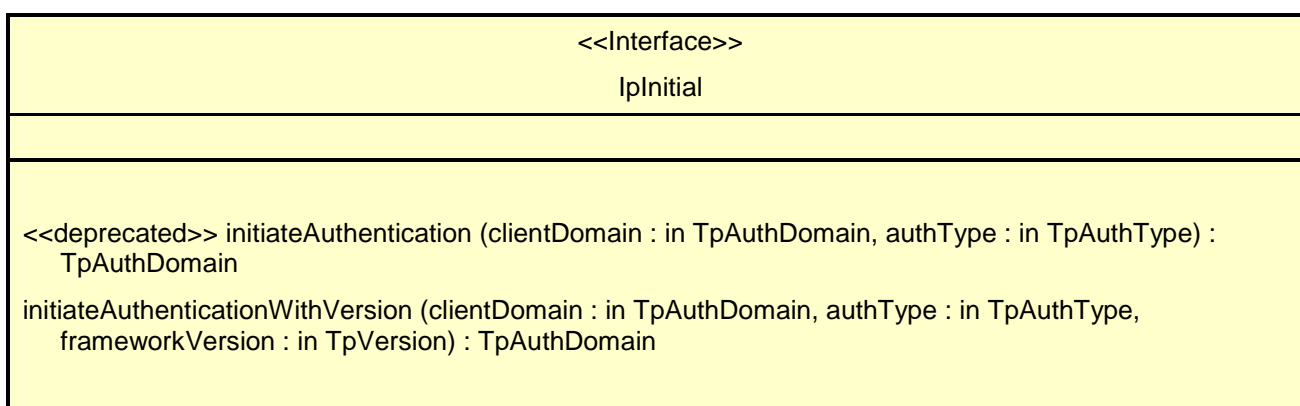 <<Interface>>
IpInitial
<<deprecated>> initiateAuthentication (clientDomain : in TpAuthDomain, authType : in TpAuthType) :
TpAuthDomain
initiateAuthenticationWithVersion (clientDomain : in TpAuthDomain, authType : in TpAuthType,
frameworkVersion : in TpVersion) : TpAuthDomain